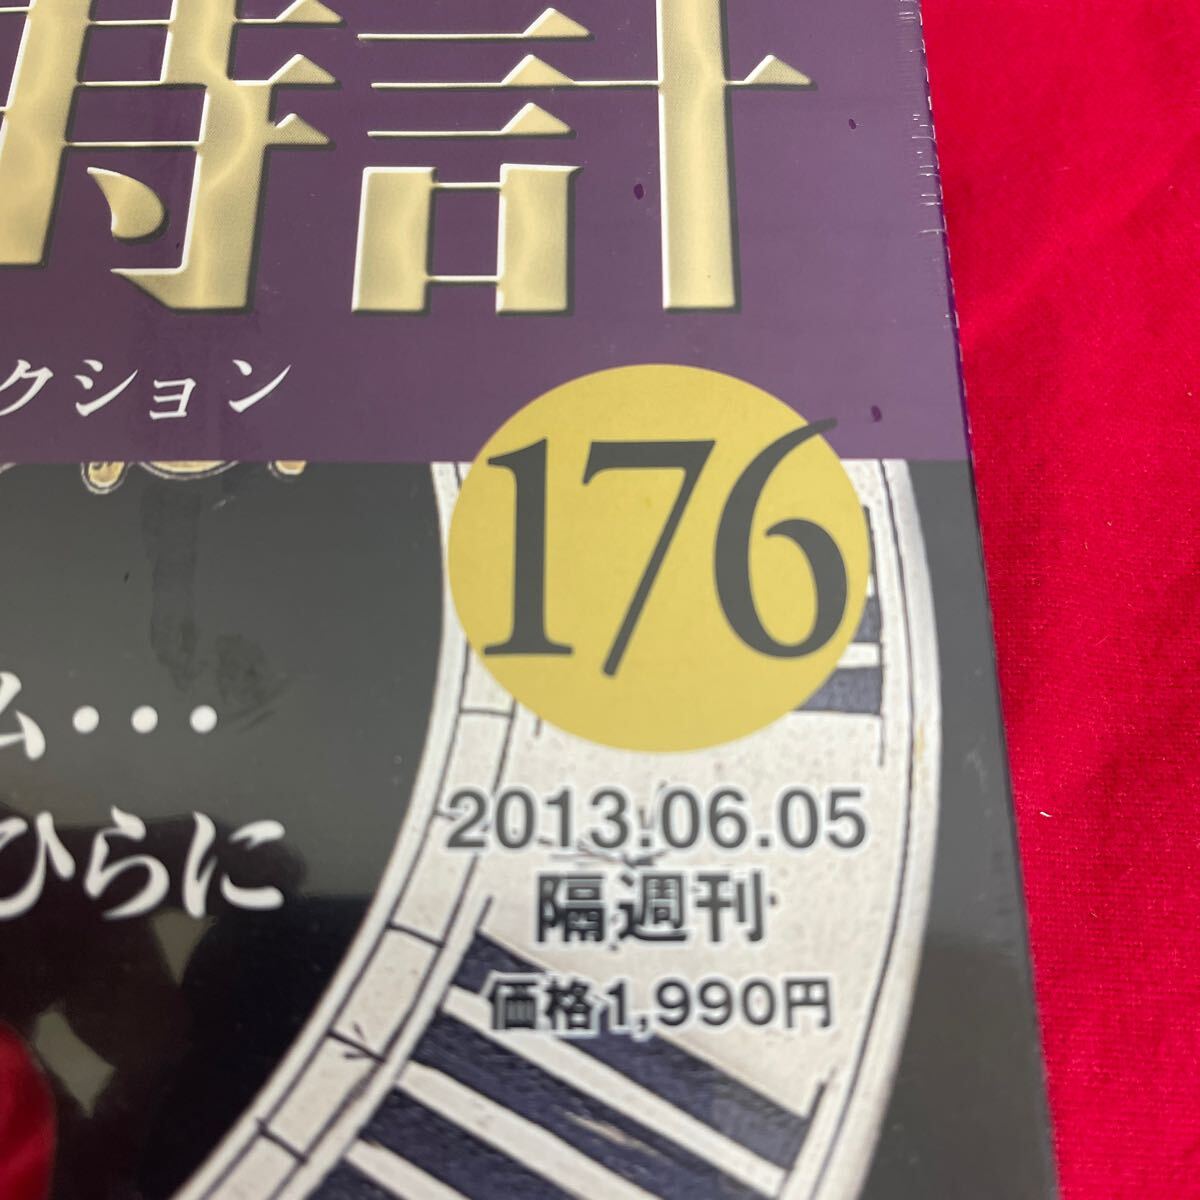 時計
クション
176
ム・・・
ひらに
2013.06.05
隔週刊
価格1,990円